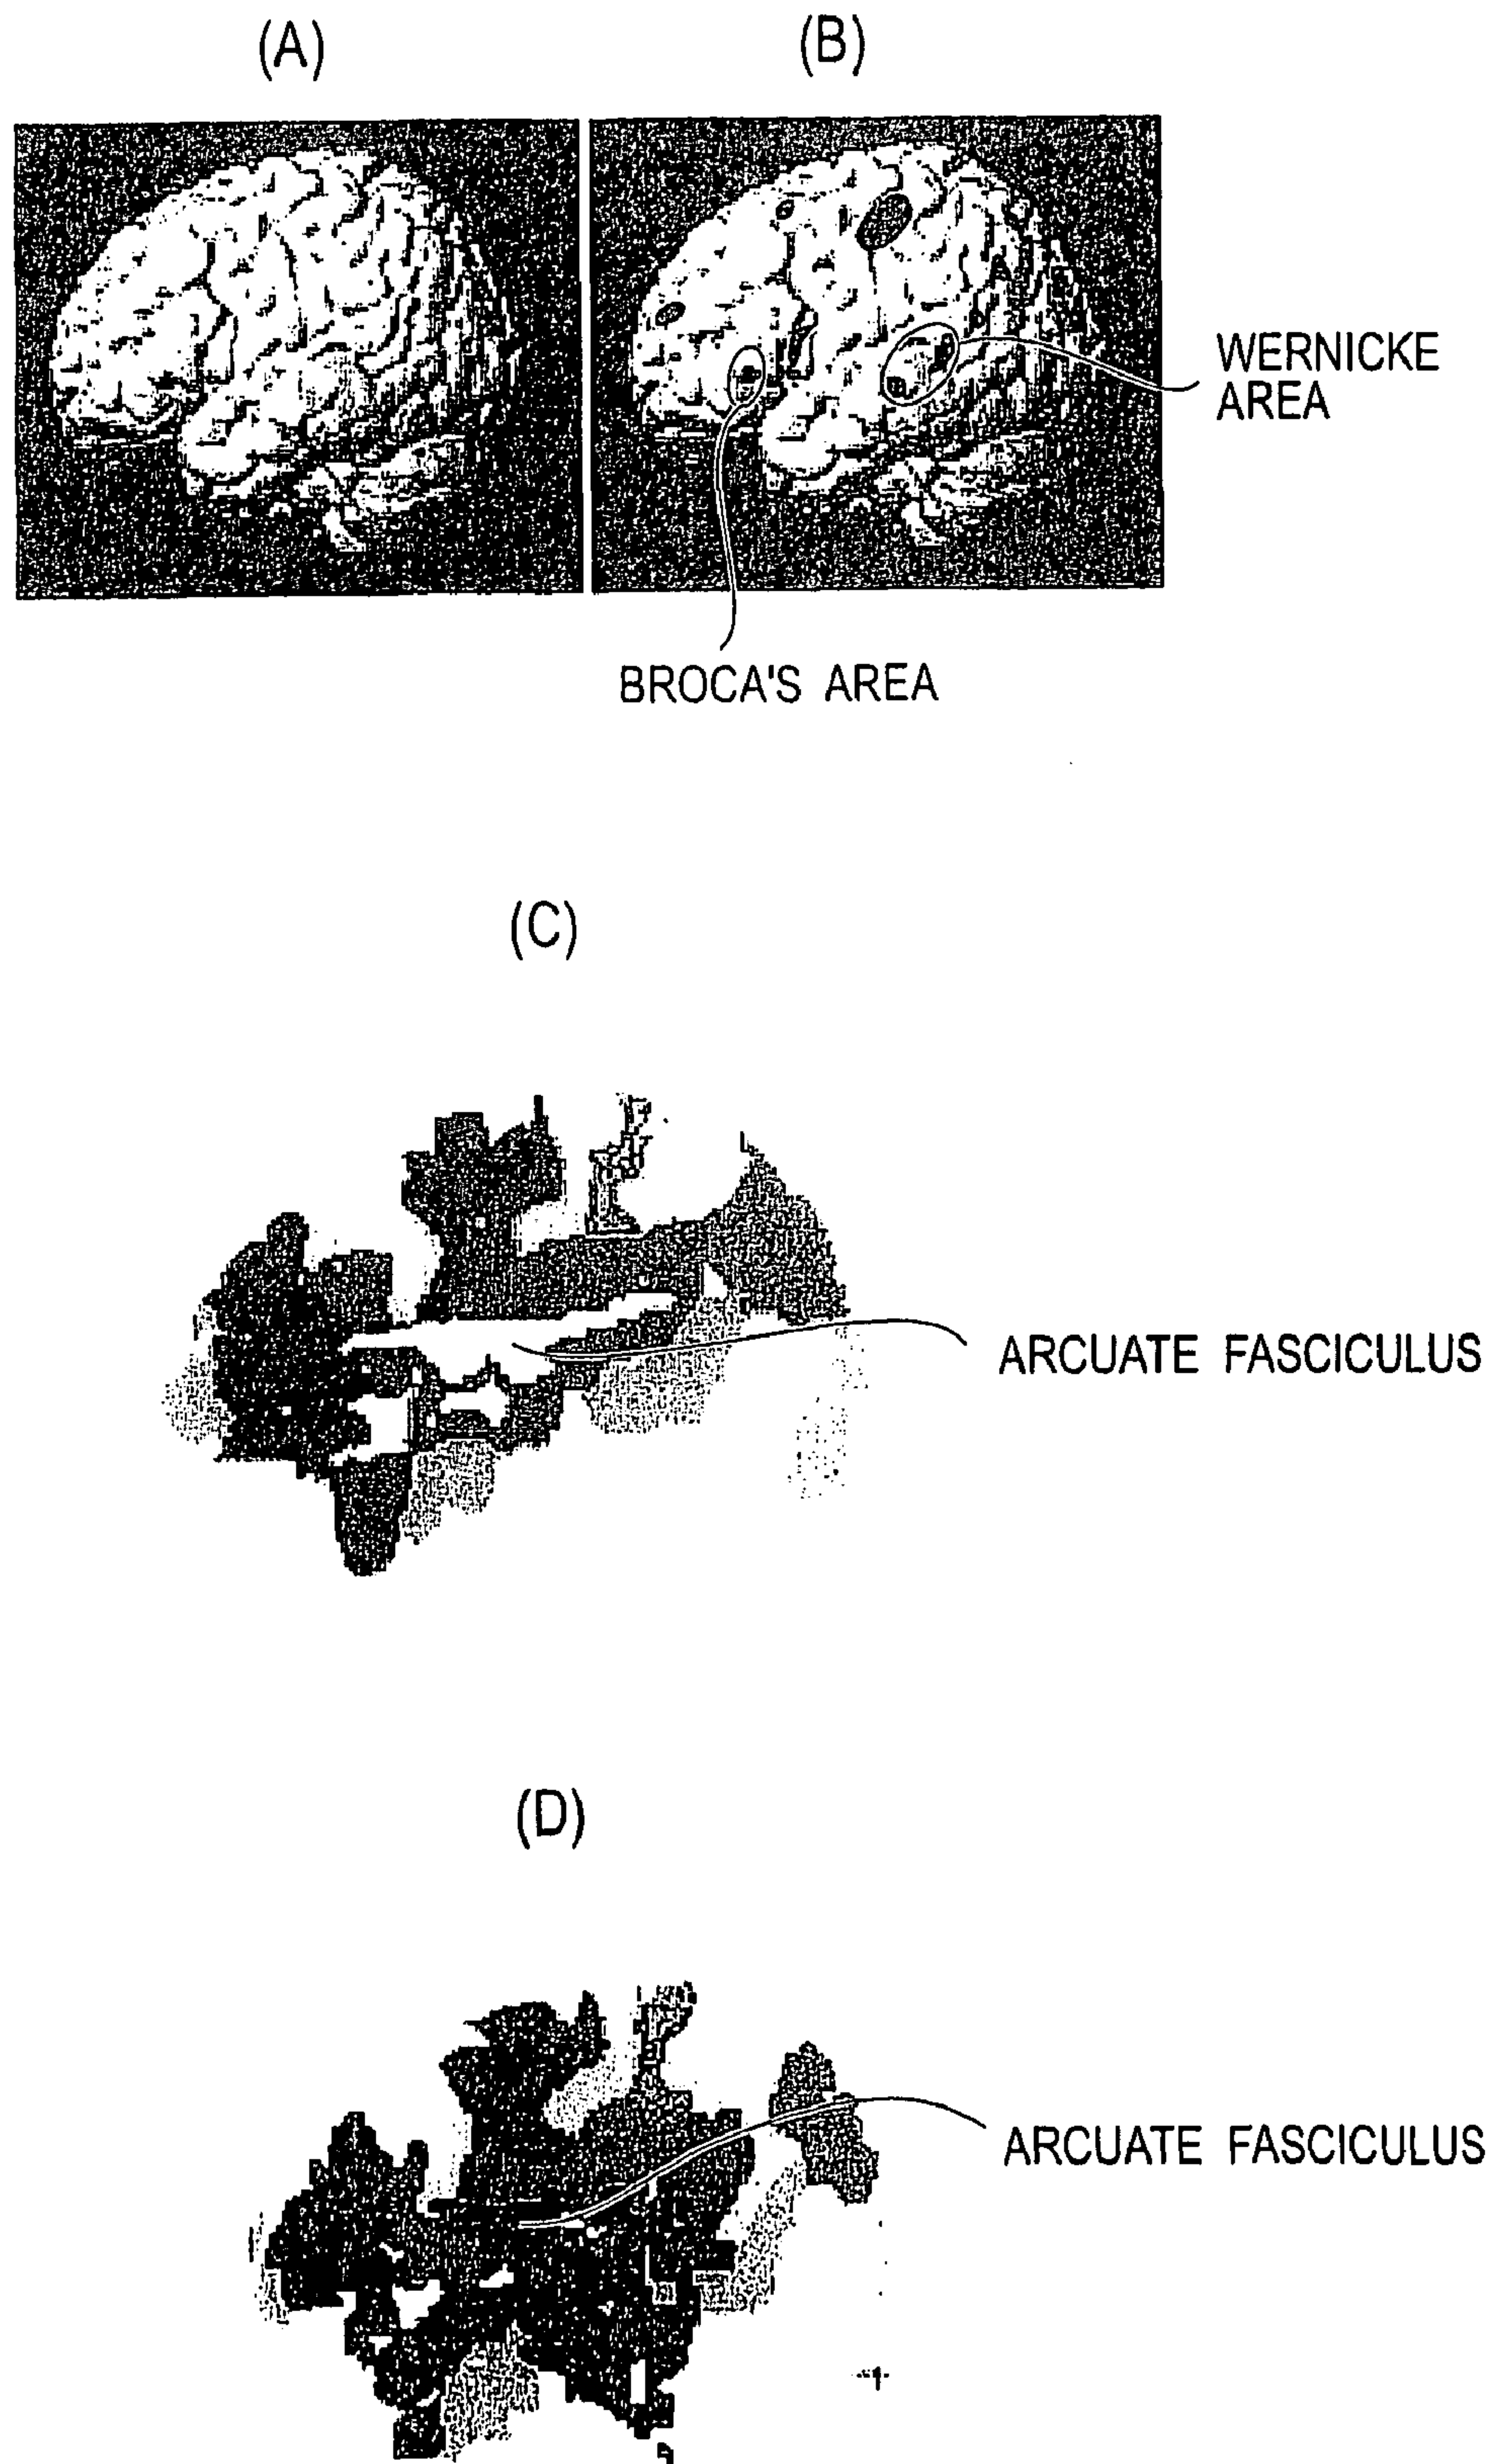 (A)
(B)
WERNICKE
AREA
BROCA'S AREA
(C)
ARCUATE FASCICULUS
(D)
ARCUATE FASCICULUS